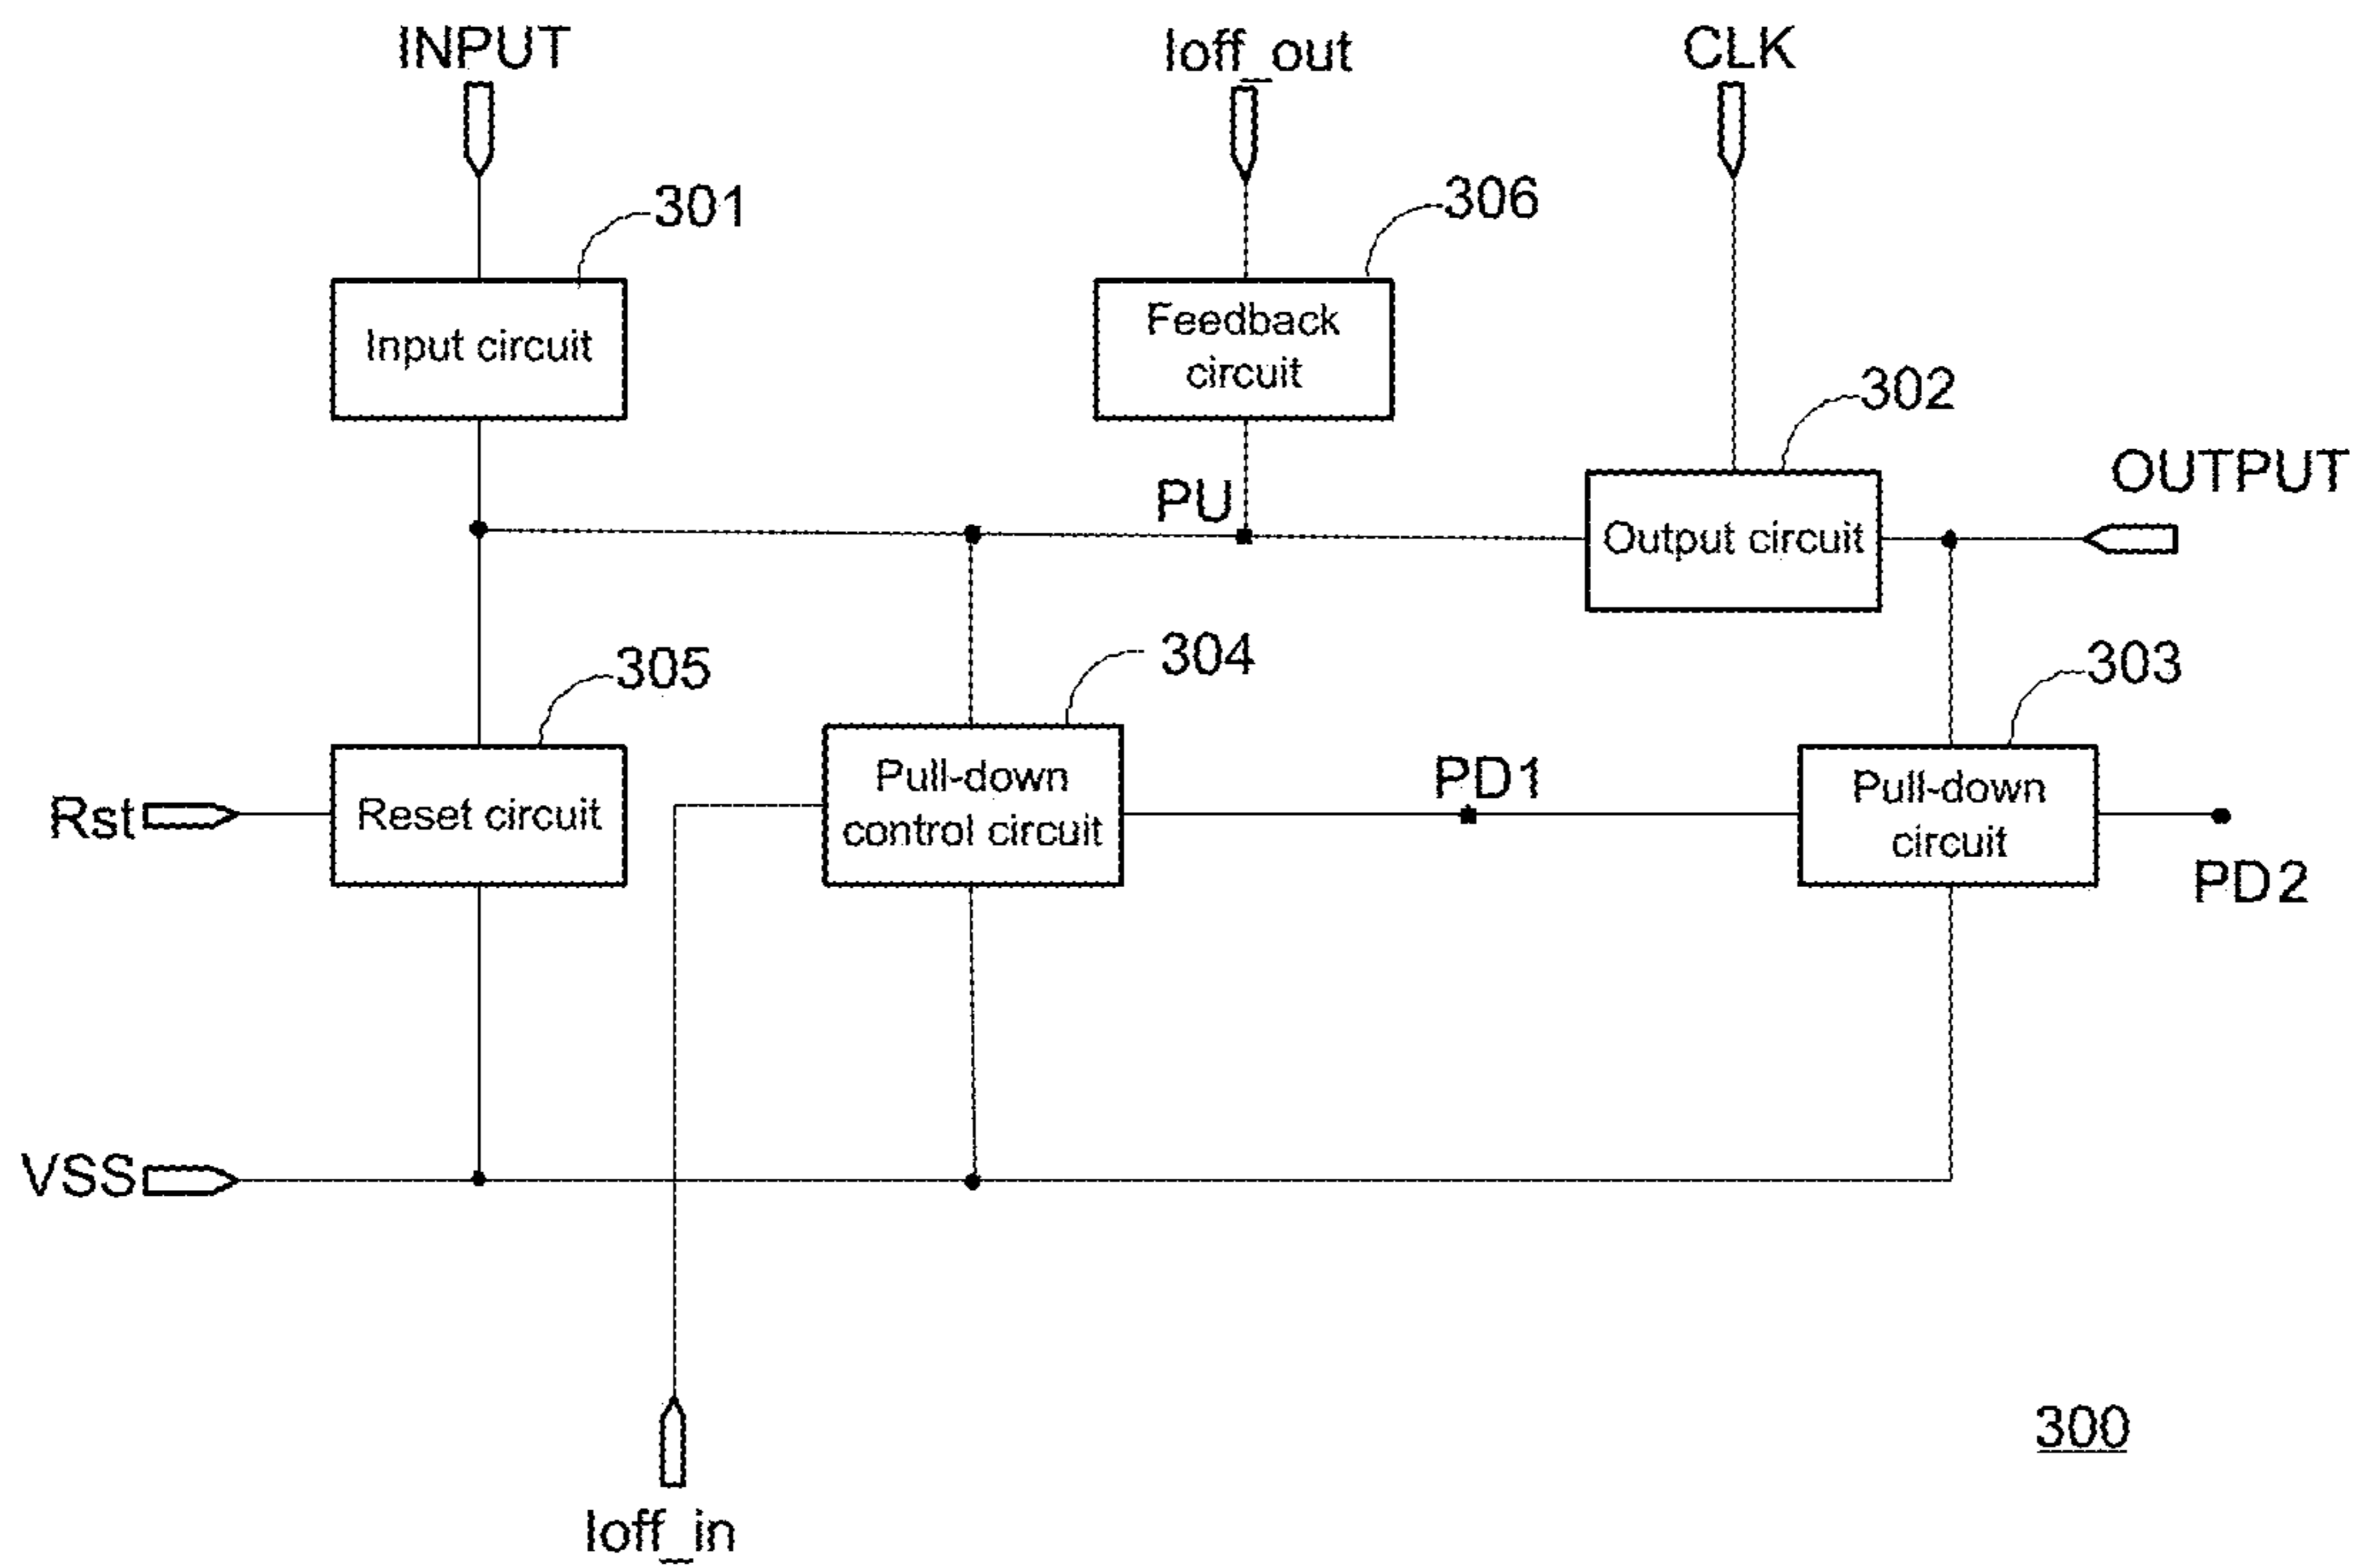 INPUT
Ioff_out
CLK
301
306
Input circuit
Feedback
circuit
302
OUTPUT
PU
Output circuit
305
304
303
Rst
Reset circuit
Pull-down
control circuit
PD1
Pull-down
circuit
PD2
VSS
Ioff_in
300